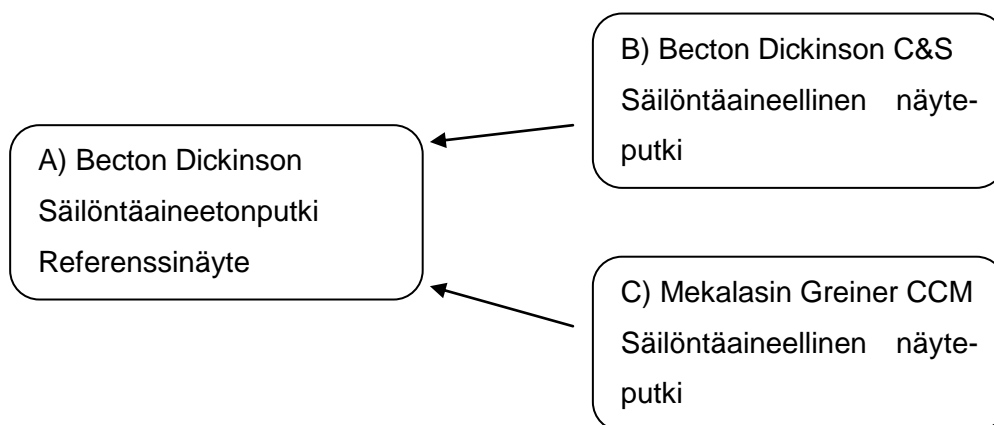 A) Becton Dickinson
Säilöntäaineetonputki
Referenssinäyte
B) Becton Dickinson C&S
Säilöntäaineellinen näyte-
putki
C) Mekalasin Greiner CCM
Säilöntäaineellinen näyte-
putki